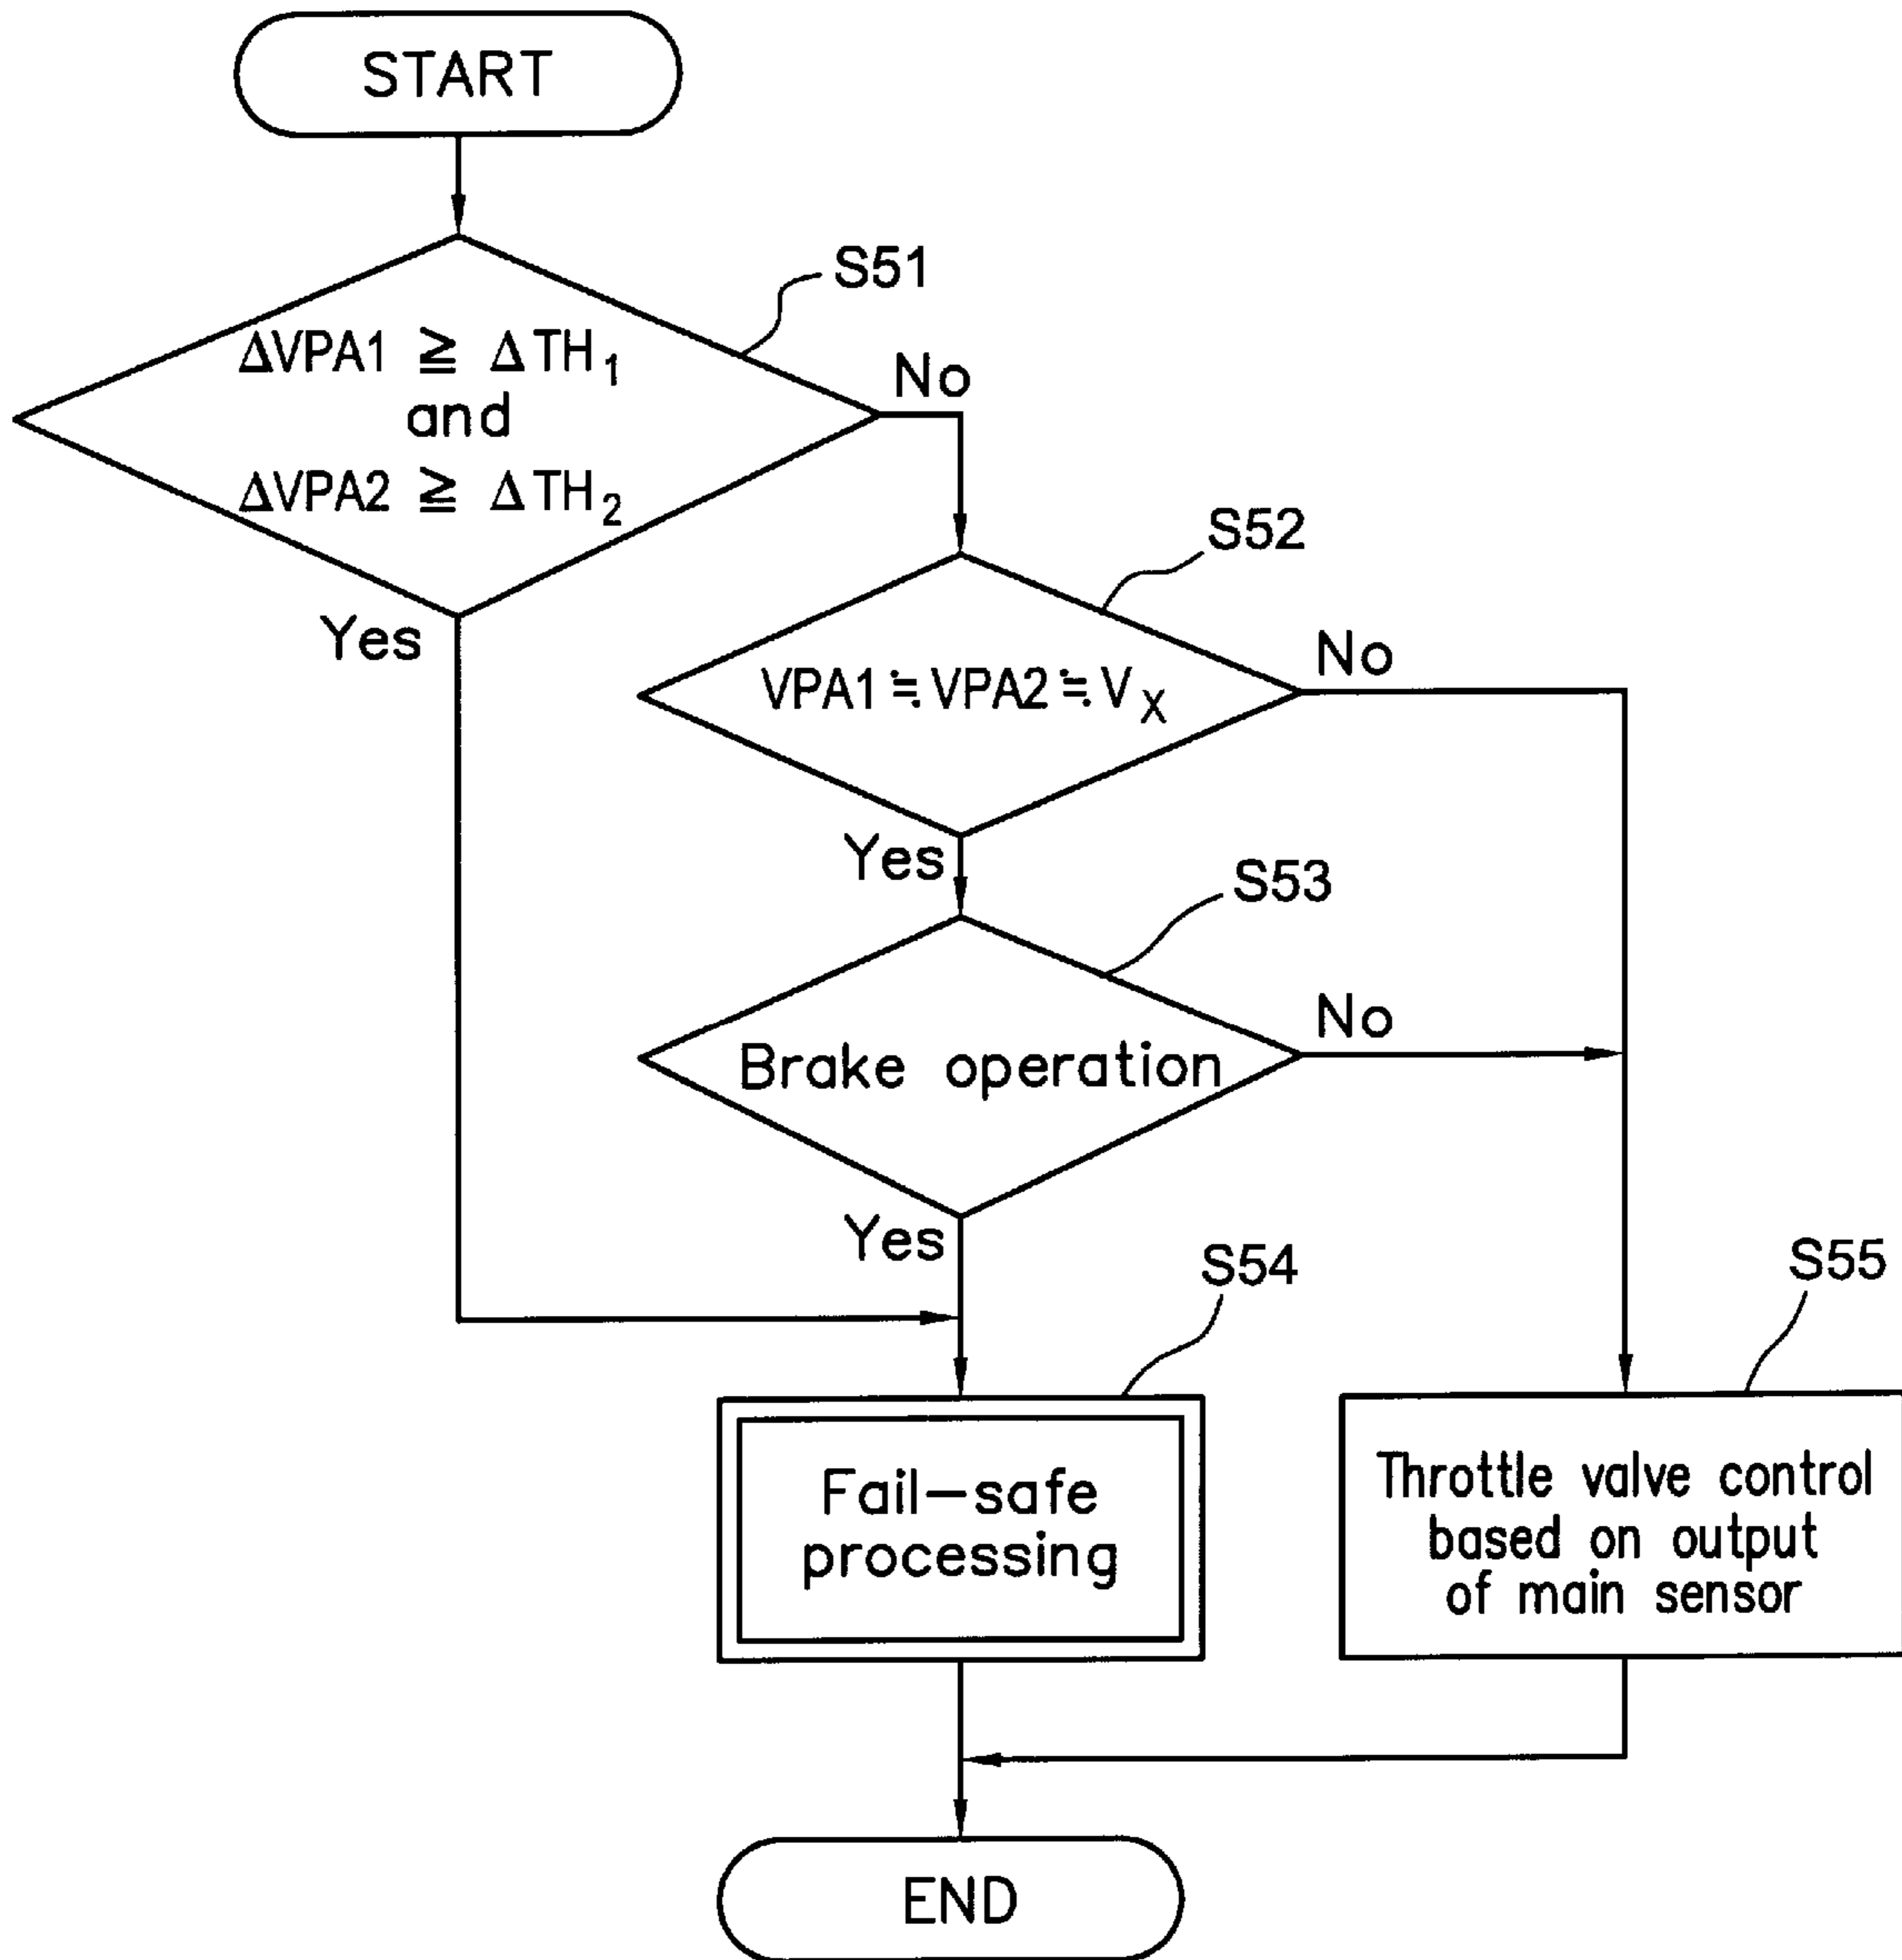 START
S51
ΔVPA1 ≧ ΔTH₁
and
ΔVPA2 ≧ ΔTH₂
No
Yes
S52
VPA1≒VPA2≒Vₓ
No
Yes
S53
Brake operation
No
Yes
S54
S55
Fail-safe
processing
Throttle valve control
based on output
of main sensor
END